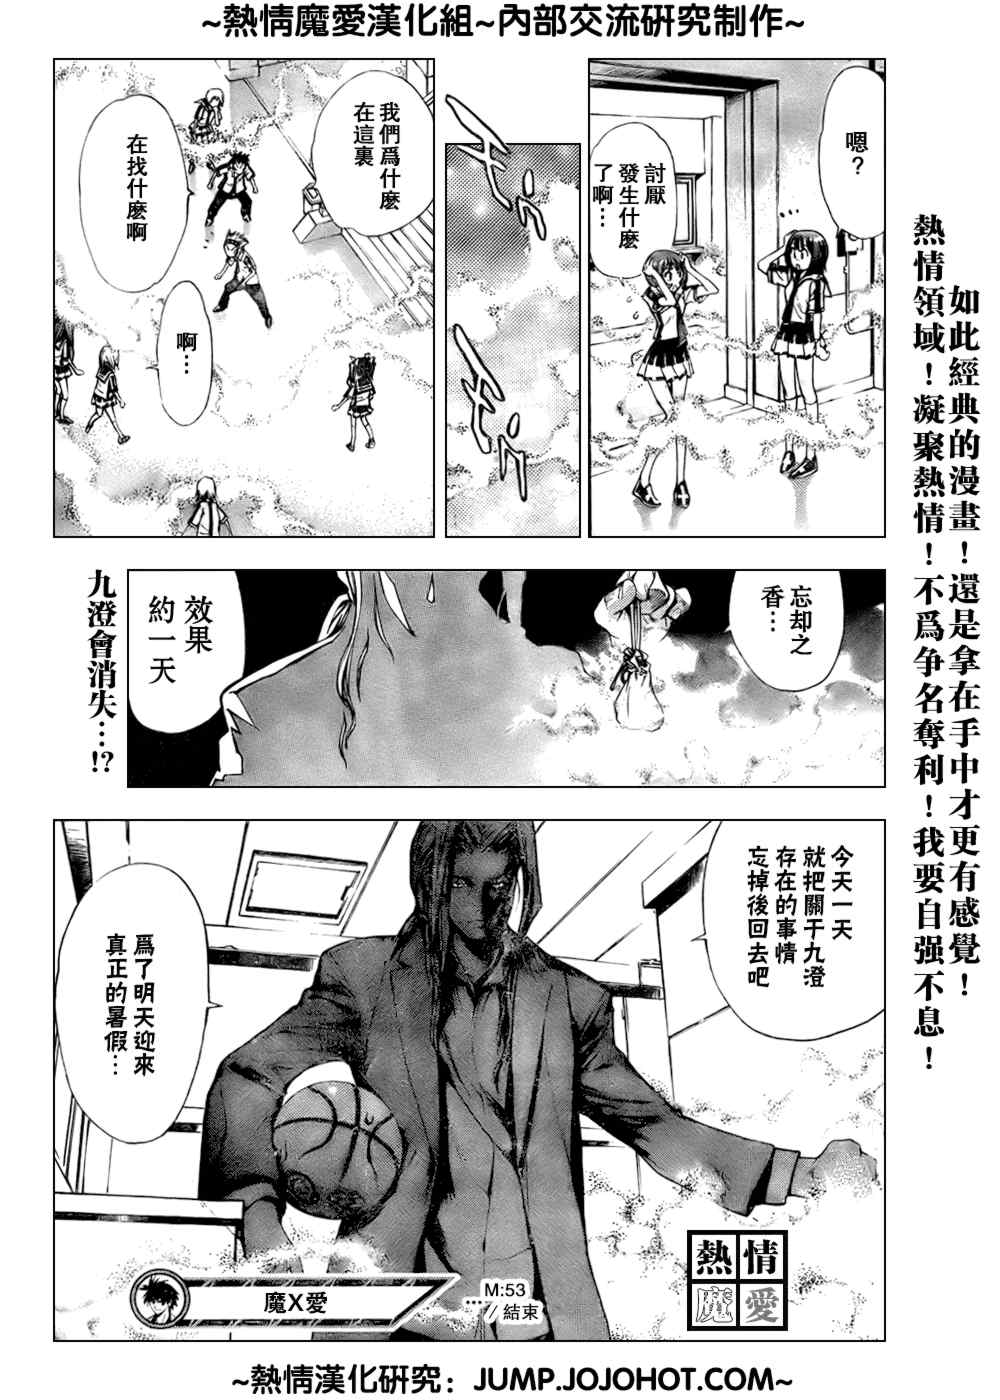 ~熱情魔愛漢化組~內部交流研究制作~
嗯?
討厭
發生什麽
了啊…
モャ
モャ
我們爲什麽
在這裏
在找什麽啊
啊…
如此經典的漫畫！還是拿在手中才更有感覺！
熱情領域！凝聚熱情！不爲争名奪利！我要自强不息！
忘却之
香…
效果
約一天
九澄會消失…!?
今天一天
就把關于九澄
存在的事情
忘掉後回去吧
爲了明天迎來
真正的暑假…
魔X愛
M:53
……/結束
熱情
魔愛
~熱情漢化研究：JUMP.JOJOHOT.COM~